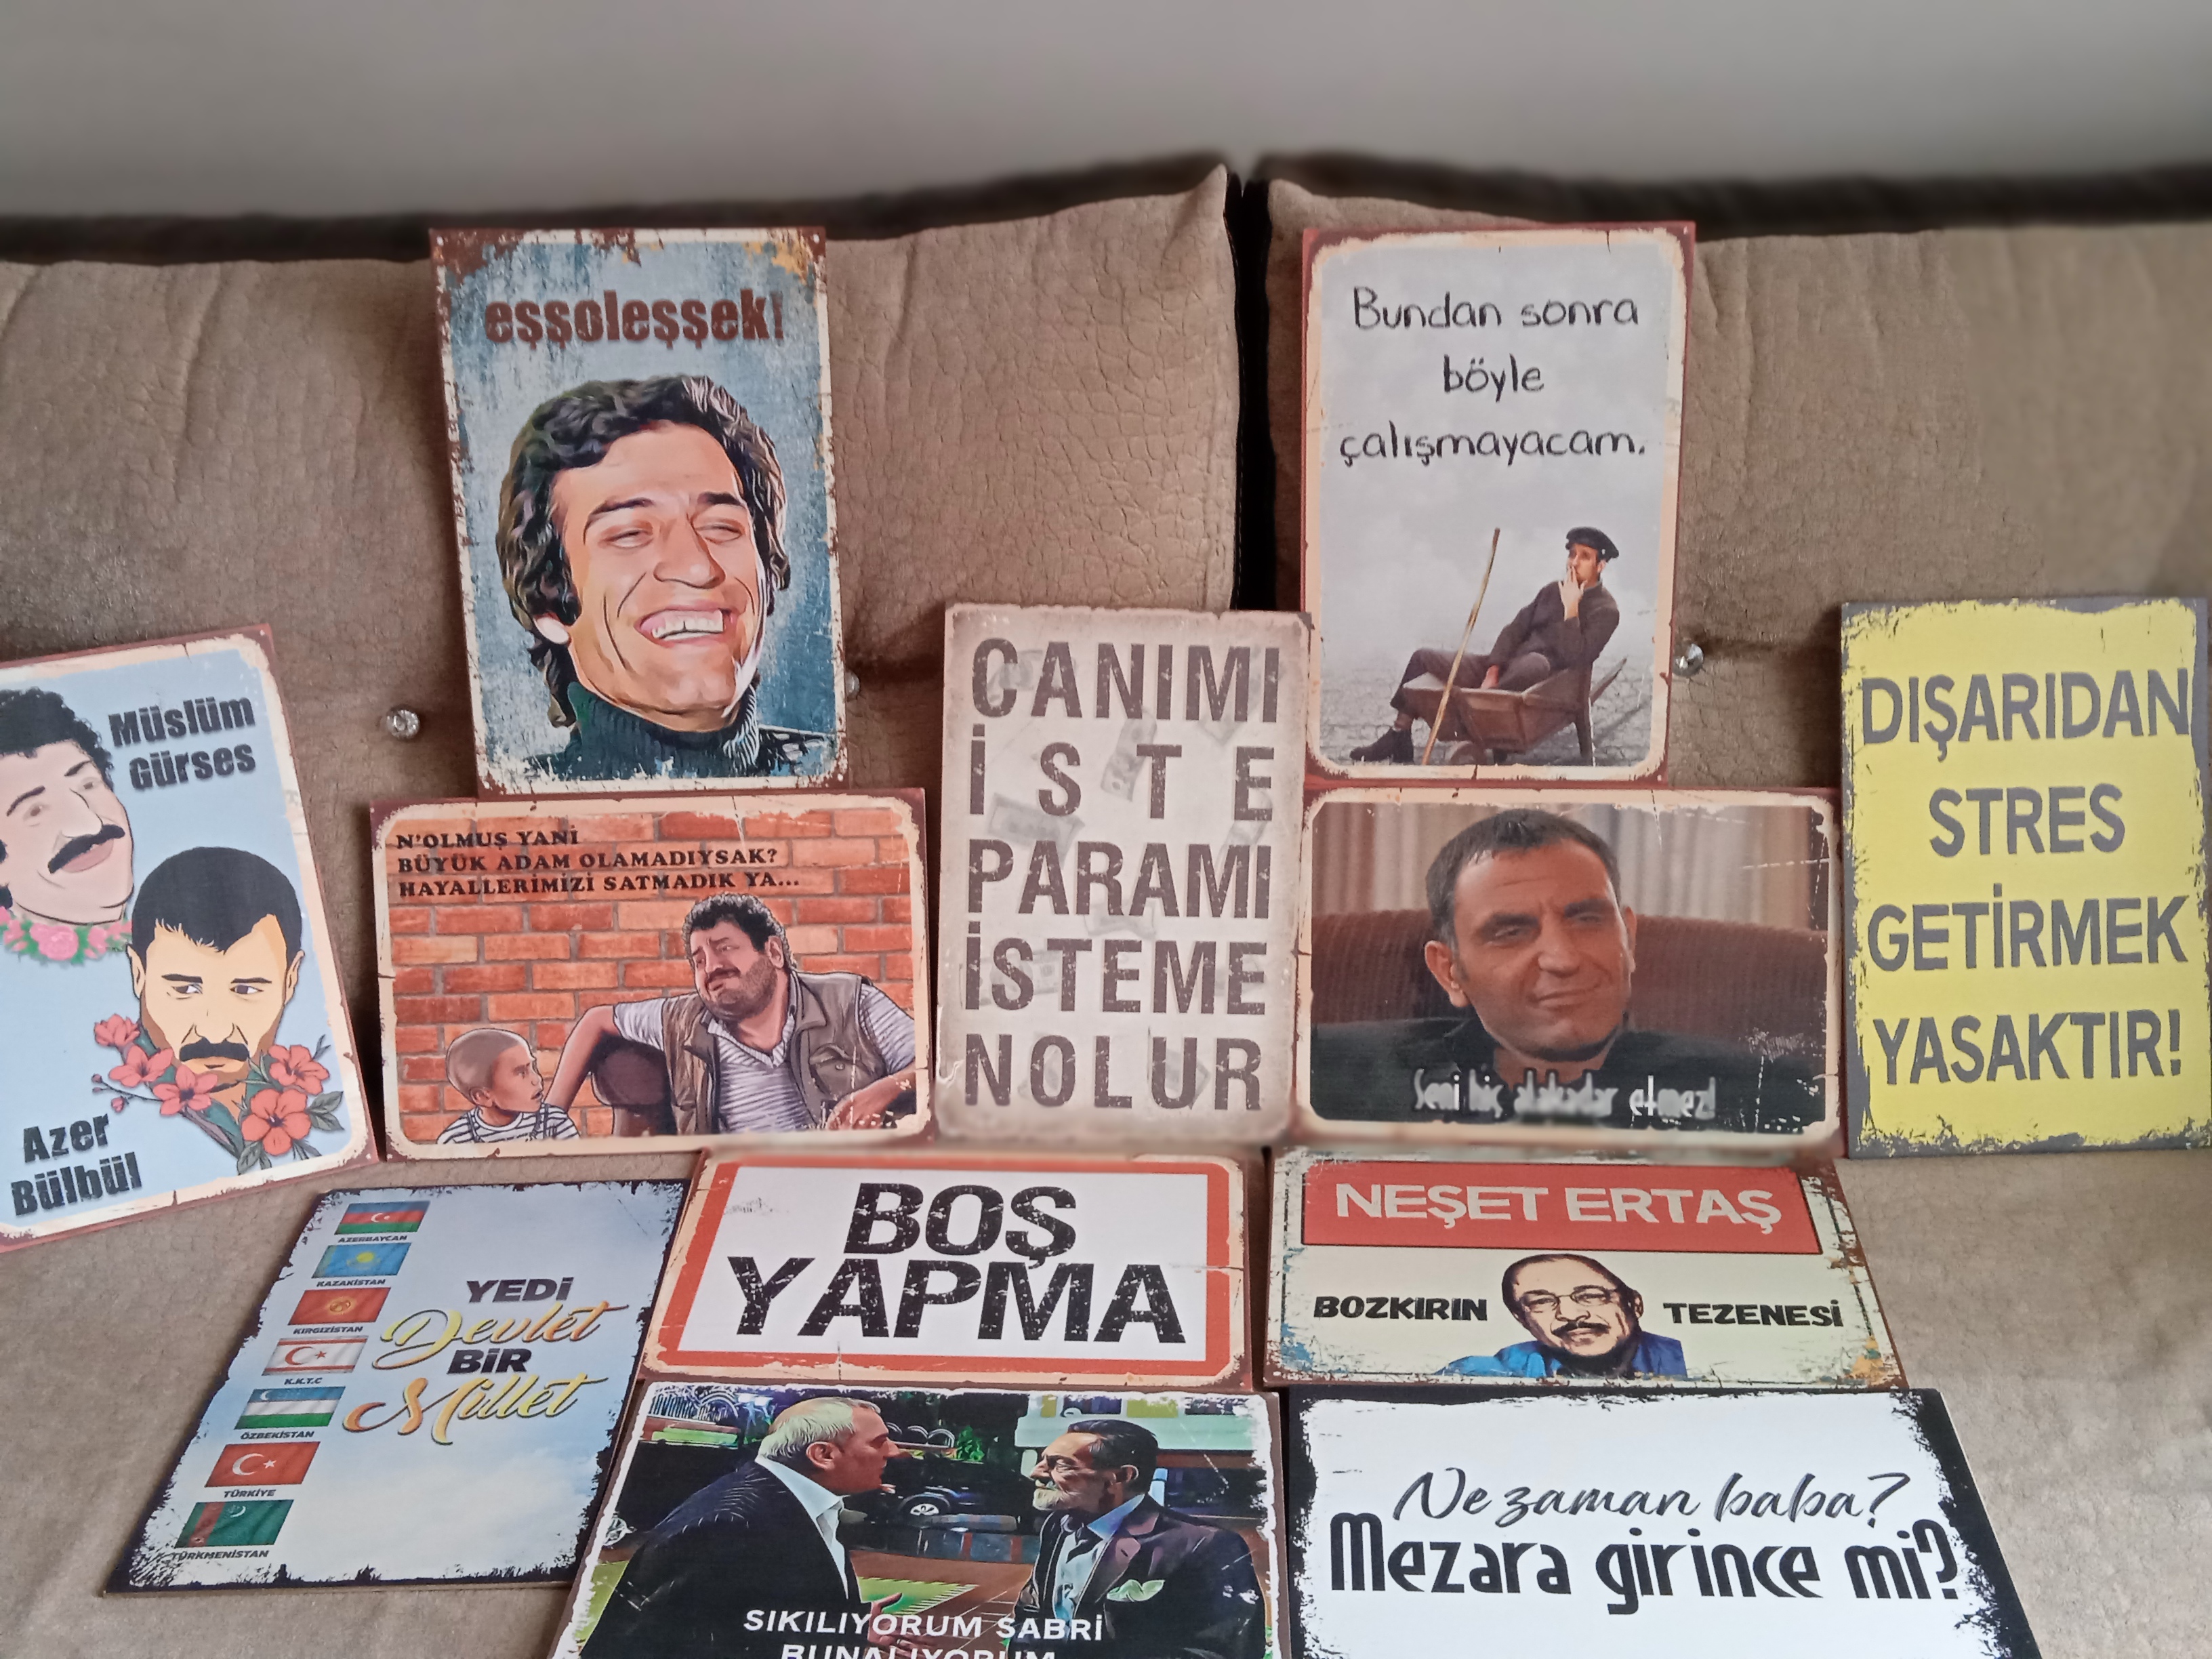 eşşoleşşek!
Bundan sonra
böyle
çalışmayacam.
Müslüm
Gürses
Azer
Bülbül
N'OLMUŞ YANİ
BÜYÜK ADAM OLAMADIYSAK?
HAYALLERİMİZİ SATMADIK YA...
CANIMI
İSTE
PARAMI
İSTEME
NOLUR
Seni hiç alakadar etmez!
DIŞARIDAN
STRES
GETİRMEK
YASAKTIR!
AZERBAYCAN
KAZAKİSTAN
KIRGIZİSTAN
K.K.T.C
ÖZBEKİSTAN
TÜRKİYE
TÜRKMENİSTAN
YEDİ
Devlet
BİR
Millet
BOŞ
YAPMA
NEŞET ERTAŞ
BOZKIRIN TEZENESİ
SIKILIYORUM SABRİ
BUNALIYORUM
Ne zaman baba?
Mezara girince mi?